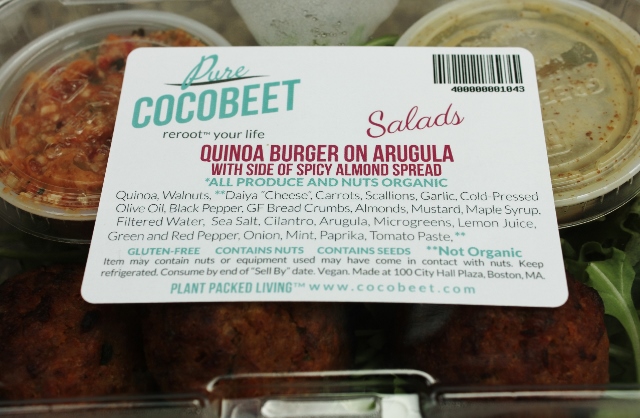 Pure
COCOBEET
reroot™ your life
400000001043
Salads
QUINOA BURGER ON ARUGULA
WITH SIDE OF SPICY ALMOND SPREAD
*ALL PRODUCE AND NUTS ORGANIC
Quinoa, Walnuts, **Daiya "Cheese", Carrots, Scallions, Garlic, Cold-Pressed
Olive Oil, Black Pepper, GF Bread Crumbs, Almonds, Mustard, Maple Syrup,
Filtered Water, Sea Salt, Cilantro, Arugula, Microgreens, Lemon Juice,
Green and Red Pepper, Onion, Mint, Paprika, Tomato Paste, **
GLUTEN-FREE CONTAINS NUTS CONTAINS SEEDS **Not Organic
Item may contain nuts or equipment used may have come in contact with nuts. Keep
refrigerated. Consume by end of "Sell By" date. Vegan. Made at 100 City Hall Plaza, Boston, MA.
PLANT PACKED LIVING™ www.cocobeet.com